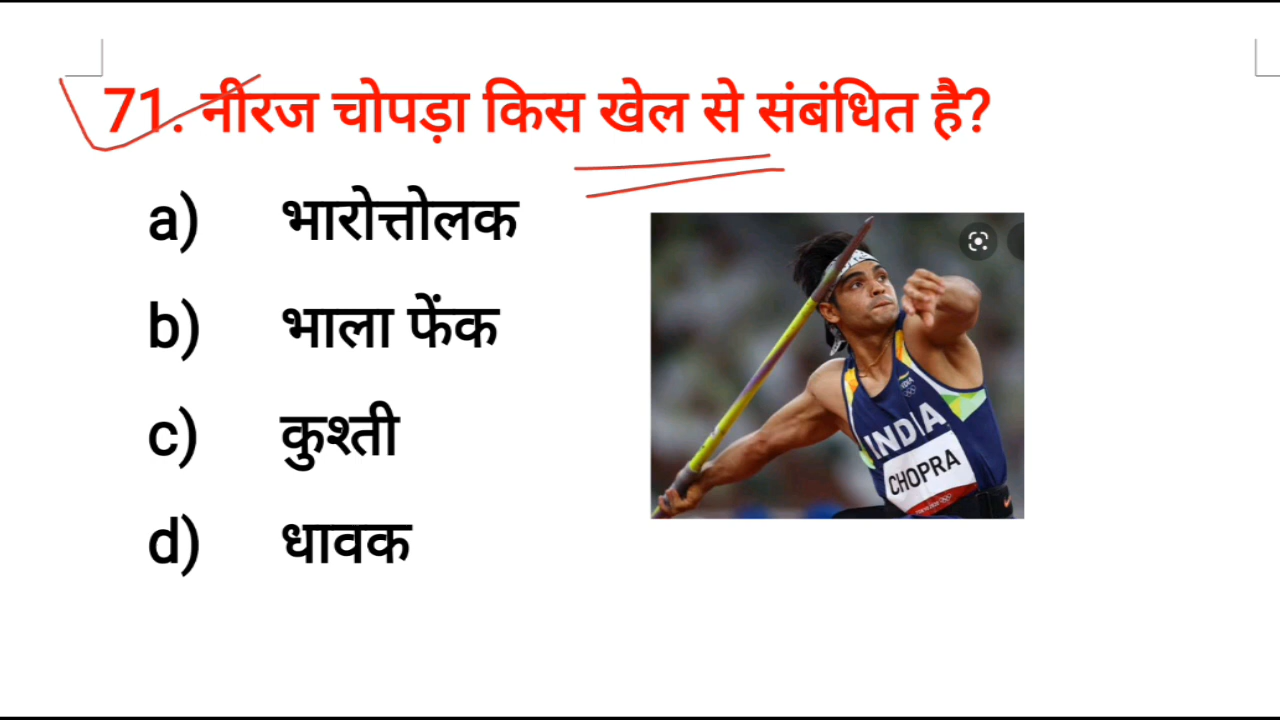 71. नीरज चोपड़ा किस खेल से संबंधित है?
a) भारोत्तोलक
b) भाला फेंक
c) कुश्ती
d) धावक
INDIA
CHOPRA